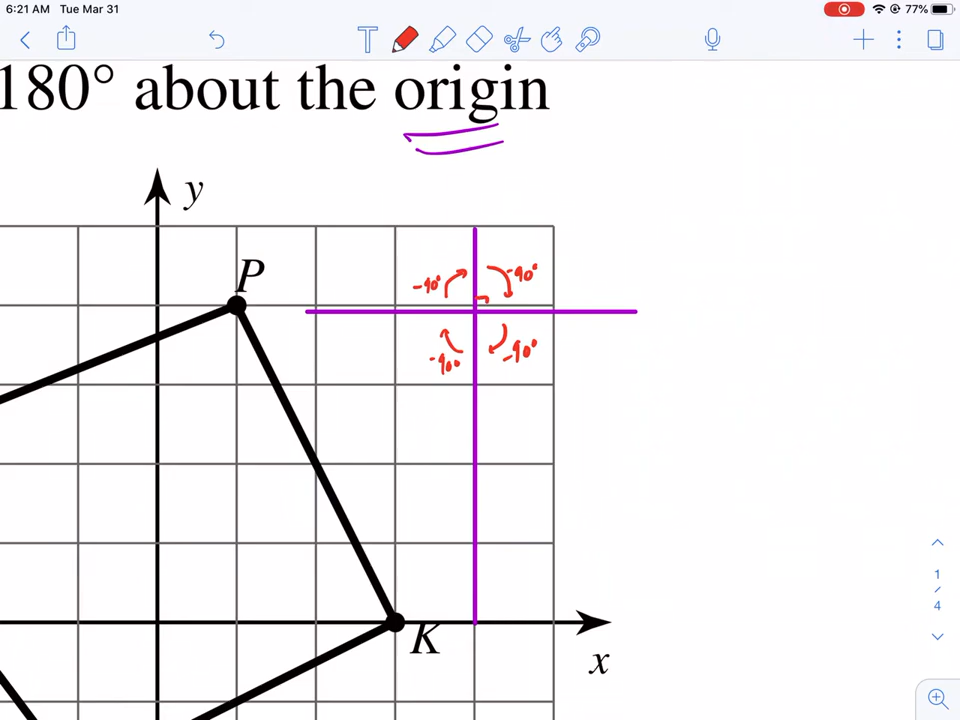 6:21 AM Tue Mar 31
77%
T
180° about the origin
y
P
-90° -90°
-90° -90°
K
x
1
/
4